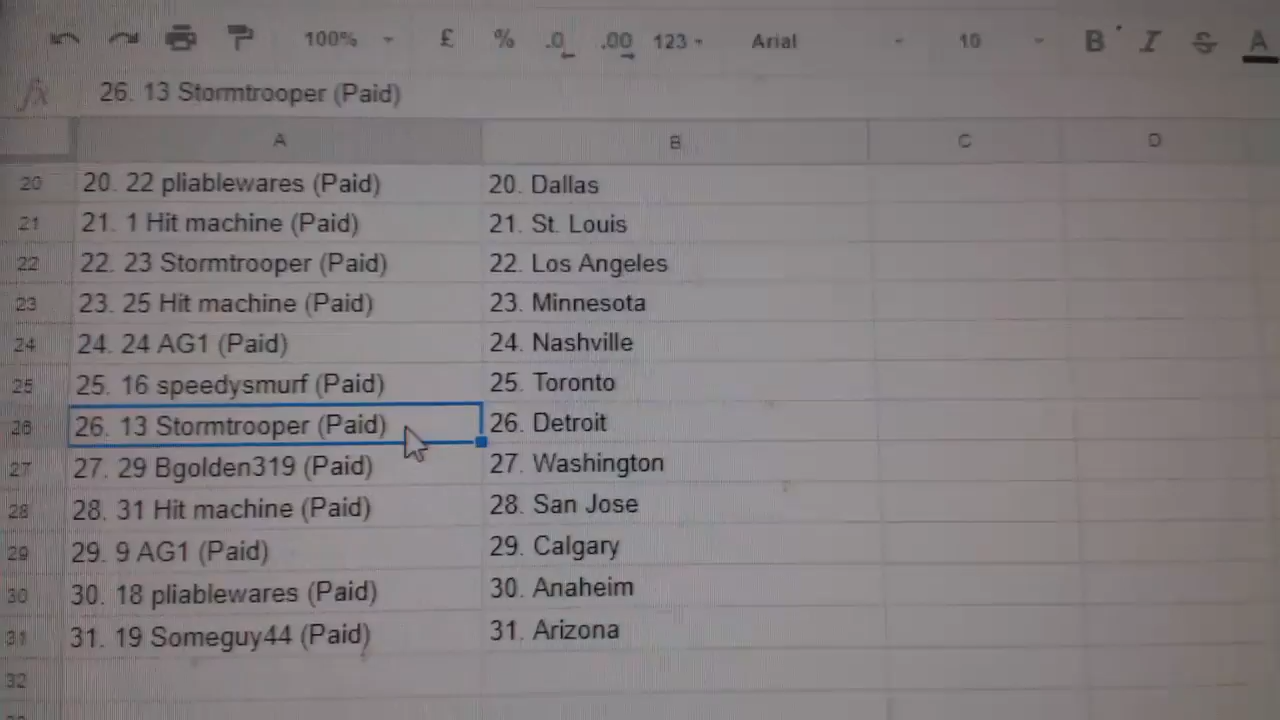 100% £ % .0 .00 123 Arial 10 B I S A
fx 26. 13 Stormtrooper (Paid)
A B C D
20 20. 22 pliablewares (Paid) 20. Dallas
21 21. 1 Hit machine (Paid) 21. St. Louis
22 22. 23 Stormtrooper (Paid) 22. Los Angeles
23 23. 25 Hit machine (Paid) 23. Minnesota
24 24. 24 AG1 (Paid) 24. Nashville
25 25. 16 speedysmurf (Paid) 25. Toronto
26 26. 13 Stormtrooper (Paid) 26. Detroit
27 27. 29 Bgolden319 (Paid) 27. Washington
28 28. 31 Hit machine (Paid) 28. San Jose
29 29. 9 AG1 (Paid) 29. Calgary
30 30. 18 pliablewares (Paid) 30. Anaheim
31 31. 19 Someguy44 (Paid) 31. Arizona
32